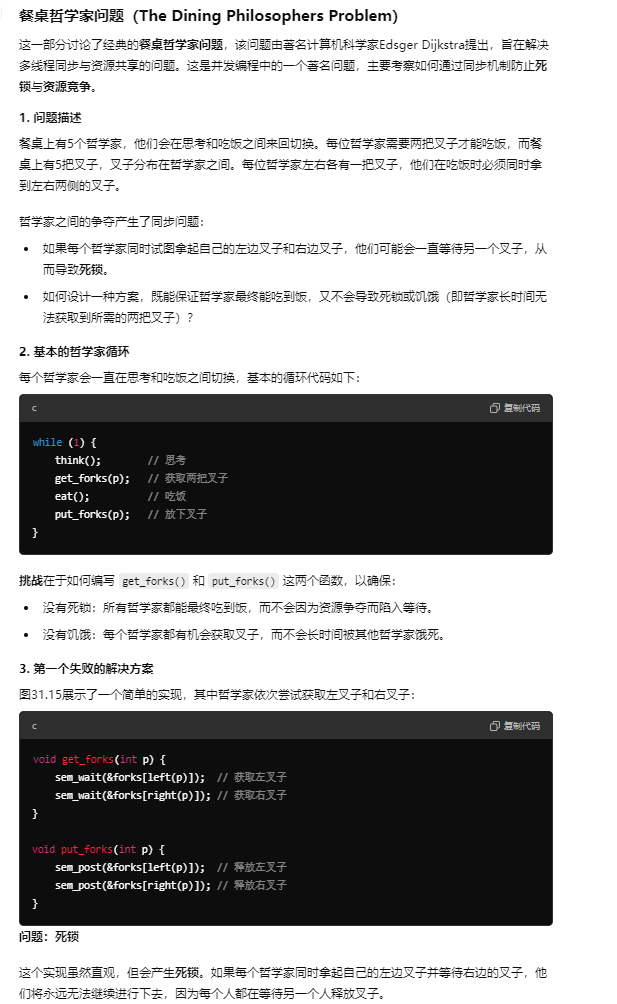 餐桌哲学家问题（The Dining Philosophers Problem）
这一部分讨论了经典的餐桌哲学家问题，该问题由著名计算机科学家Edsger Dijkstra提出，旨在解决
多线程同步与资源共享的问题。这是并发编程中的一个著名问题，主要考察如何通过同步机制防止死
锁与资源竞争。
1. 问题描述
餐桌上有5个哲学家，他们会在思考和吃饭之间来回切换。每位哲学家需要两把叉子才能吃饭，而餐
桌上有5把叉子，叉子分布在哲学家之间。每位哲学家左右各有一把叉子，他们在吃饭时必须同时拿
到左右两侧的叉子。
哲学家之间的争夺产生了同步问题：
• 如果每个哲学家同时试图拿起自己的左边叉子和右边叉子，他们可能会一直等待另一个叉子，从
而导致死锁。
• 如何设计一种方案，既能保证哲学家最终能吃到饭，又不会导致死锁或饥饿（即哲学家长时间无
法获取到所需的两把叉子）？
2. 基本的哲学家循环
每个哲学家会一直在思考和吃饭之间切换，基本的循环代码如下：
c 复制代码
while (1) {
    think();        // 思考
    get_forks(p);   // 获取两把叉子
    eat();          // 吃饭
    put_forks(p);   // 放下叉子
}
挑战在于如何编写 get_forks() 和 put_forks() 这两个函数，以确保：
• 没有死锁：所有哲学家都能最终吃到饭，而不会因为资源争夺而陷入等待。
• 没有饥饿：每个哲学家都有机会获取叉子，而不会长时间被其他哲学家饿死。
3. 第一个失败的解决方案
图31.15展示了一个简单的实现，其中哲学家依次尝试获取左叉子和右叉子：
c 复制代码
void get_forks(int p) {
    sem_wait(&forks[left(p)]);  // 获取左叉子
    sem_wait(&forks[right(p)]); // 获取右叉子
}
void put_forks(int p) {
    sem_post(&forks[left(p)]);  // 释放左叉子
    sem_post(&forks[right(p)]); // 释放右叉子
}
问题：死锁
这个实现虽然直观，但会产生死锁。如果每个哲学家同时拿起自己的左边叉子并等待右边的叉子，他
们将永远无法继续进行下去，因为每个人都在等待另一个人释放叉子。